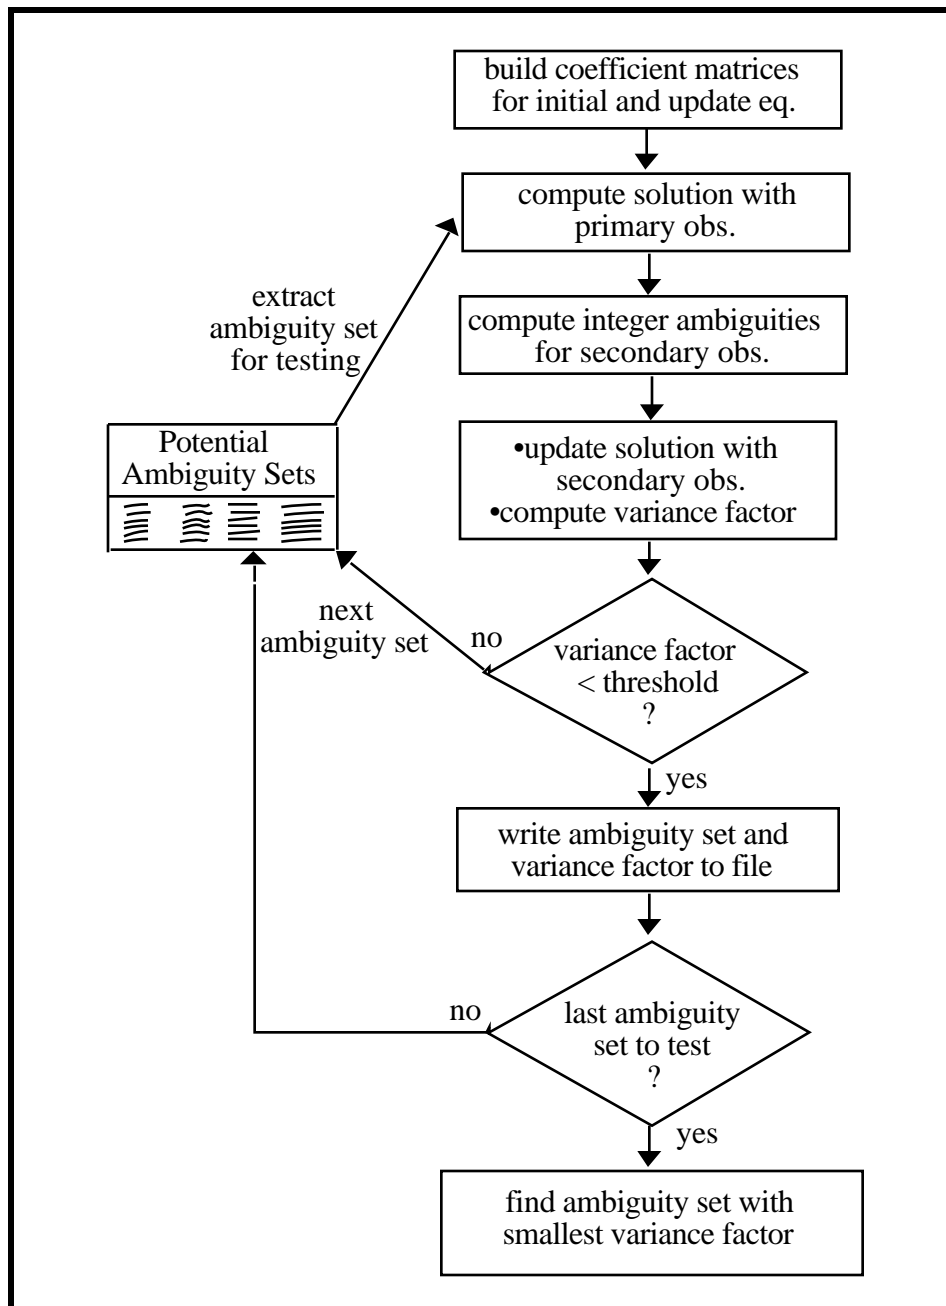 build coefficient matrices
for initial and update eq.
compute solution with
primary obs.
extract
ambiguity set
for testing
compute integer ambiguities
for secondary obs.
Potential
Ambiguity Sets
•update solution with
secondary obs.
•compute variance factor
next
ambiguity set
no
variance factor
< threshold
?
yes
write ambiguity set and
variance factor to file
no
last ambiguity
set to test
?
yes
find ambiguity set with
smallest variance factor